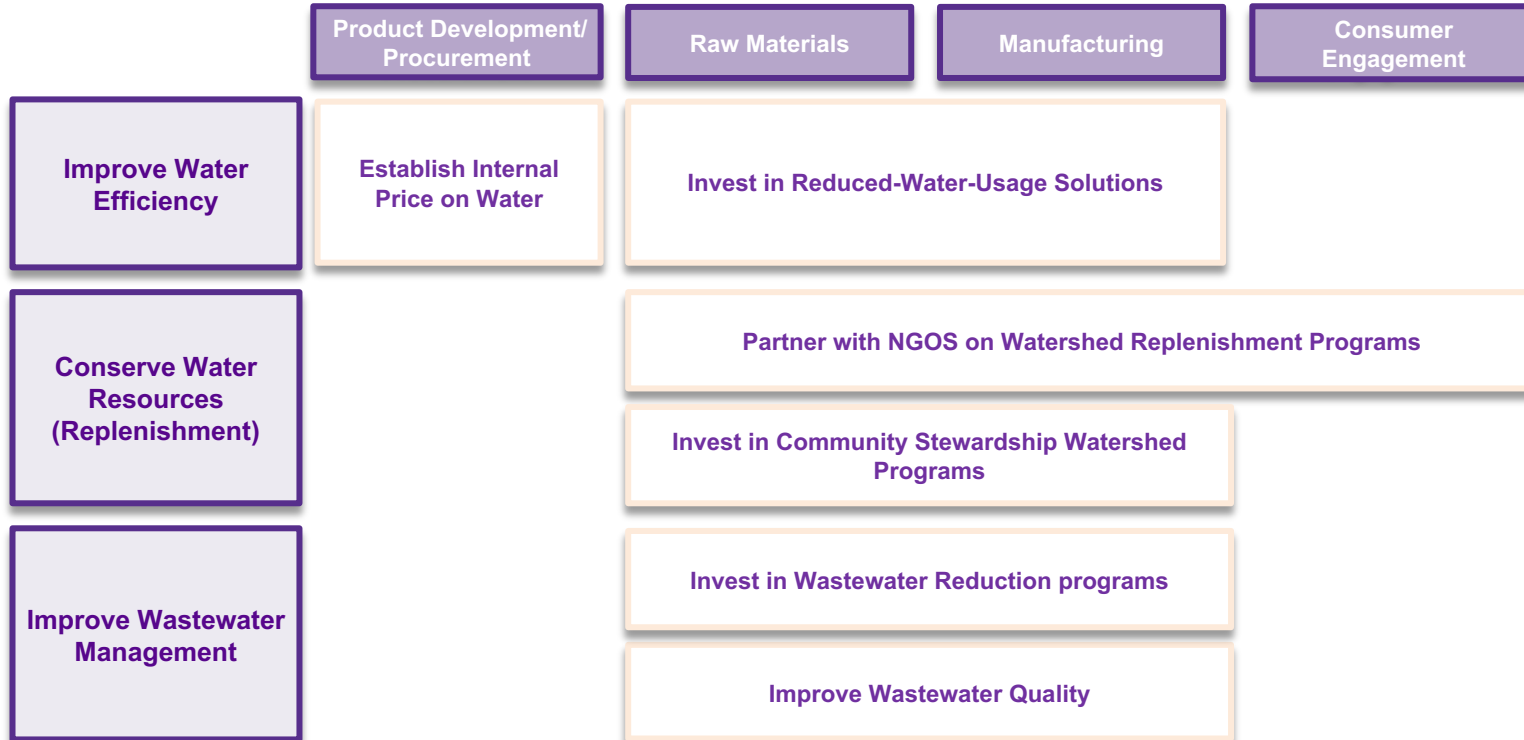 Product Development/
Procurement
Raw Materials
Manufacturing
Consumer
Engagement
Improve Water
Efficiency
Establish Internal
Price on Water
Invest in Reduced-Water-Usage Solutions
Conserve Water
Resources
(Replenishment)
Partner with NGOS on Watershed Replenishment Programs
Invest in Community Stewardship Watershed
Programs
Improve Wastewater
Management
Invest in Wastewater Reduction programs
Improve Wastewater Quality